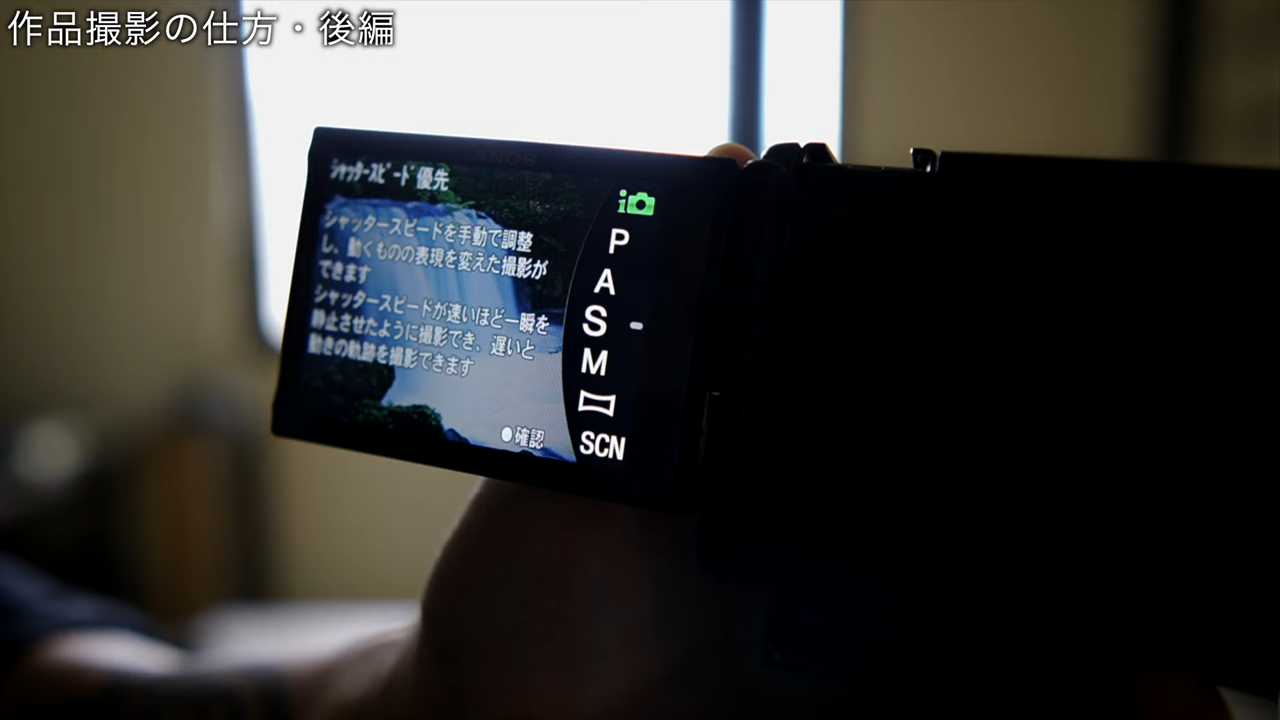 作品撮影の仕方・後編
XROS
シャッタースピード優先
シャッタースピードを手動で調整
し、動くものの表現を変えた撮影が
できます
シャッタースピードが速いほど一瞬を
静止させたように撮影でき、遅いと
動きの軌跡を撮影できます
●確認
i
P
A
S
M
SCN